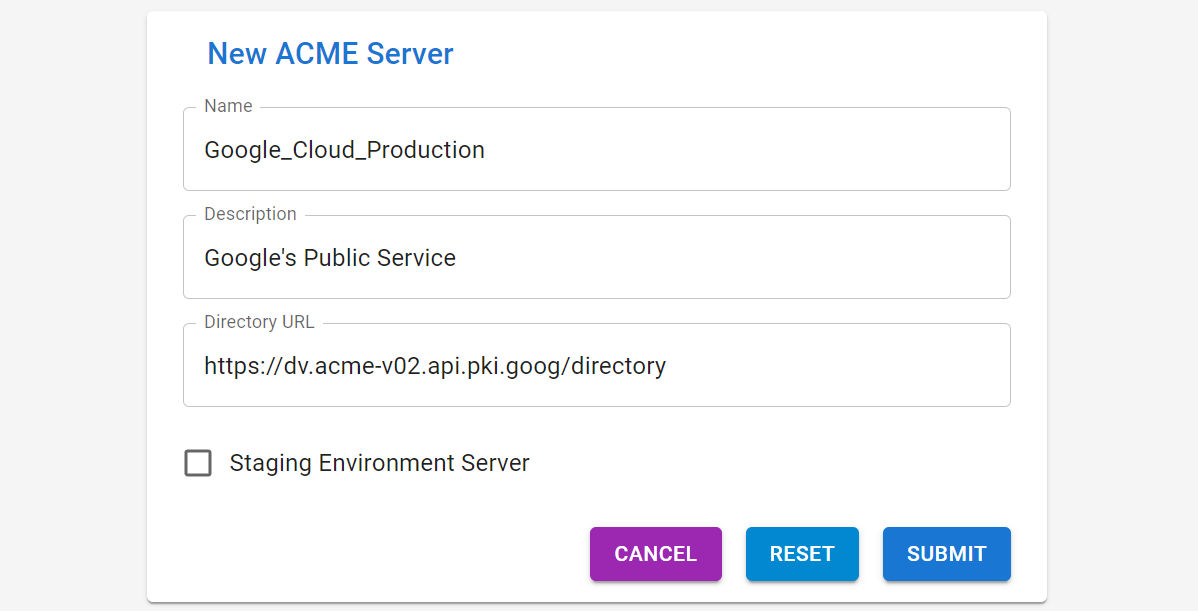 New ACME Server
Name
Google_Cloud_Production
Description
Google's Public Service
Directory URL
https://dv.acme-v02.api.pki.goog/directory
Staging Environment Server
CANCEL RESET SUBMIT